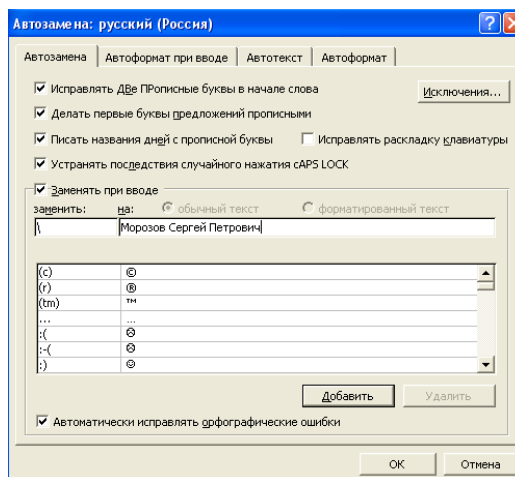 Автозамена: русский (Россия)
Автозамена Автоформат при вводе Автотекст Автоформат
Исправлять ДВе ПРописные буквы в начале слова Исключения...
Делать первые буквы предложений прописными
Писать названия дней с прописной буквы Исправлять раскладку клавиатуры
Устранять последствия случайного нажатия cAPS LOCK
Заменять при вводе
заменить: на: обычный текст форматированный текст
\ Морозов Сергей Петрович
(c) ©
(r) ®
(tm) ™
... ...
:( ☹
:-( ☹
:) ☺
Добавить Удалить
Автоматически исправлять орфографические ошибки
ОК Отмена